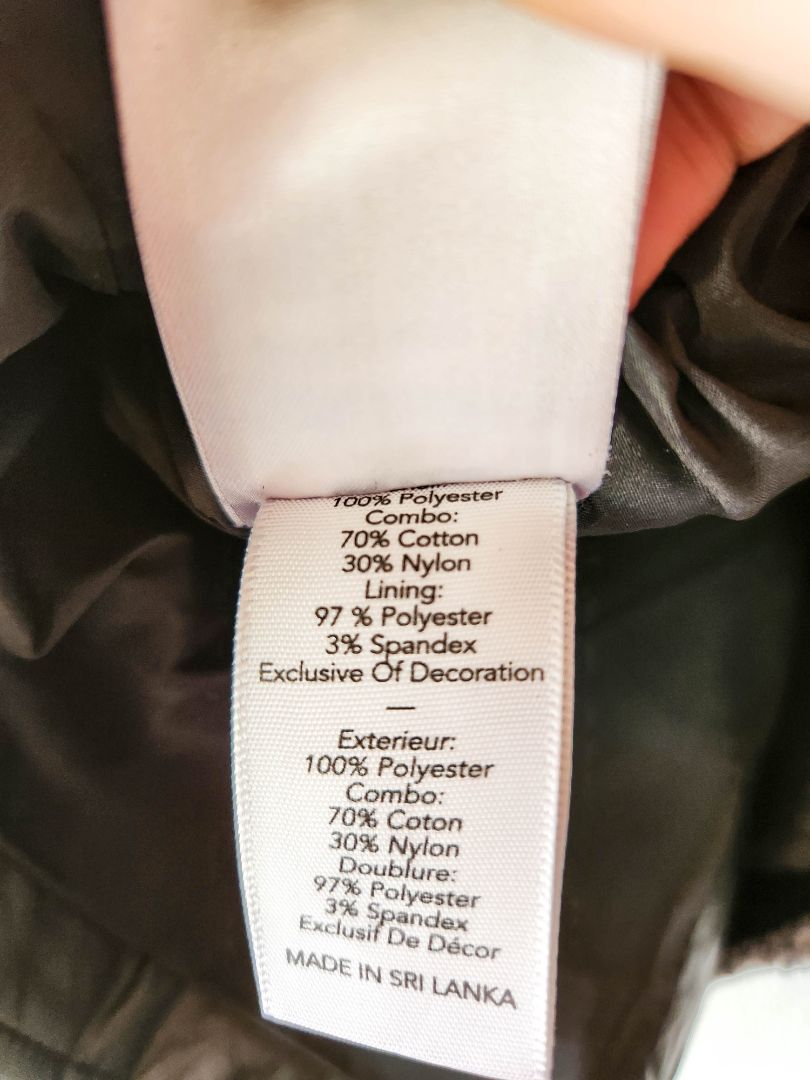 100% Polyester
Combo:
70% Cotton
30% Nylon
Lining:
97 % Polyester
3% Spandex
Exclusive Of Decoration
—
Exterieur:
100% Polyester
Combo:
70% Coton
30% Nylon
Doublure:
97% Polyester
3% Spandex
Exclusif De Décor
MADE IN SRI LANKA